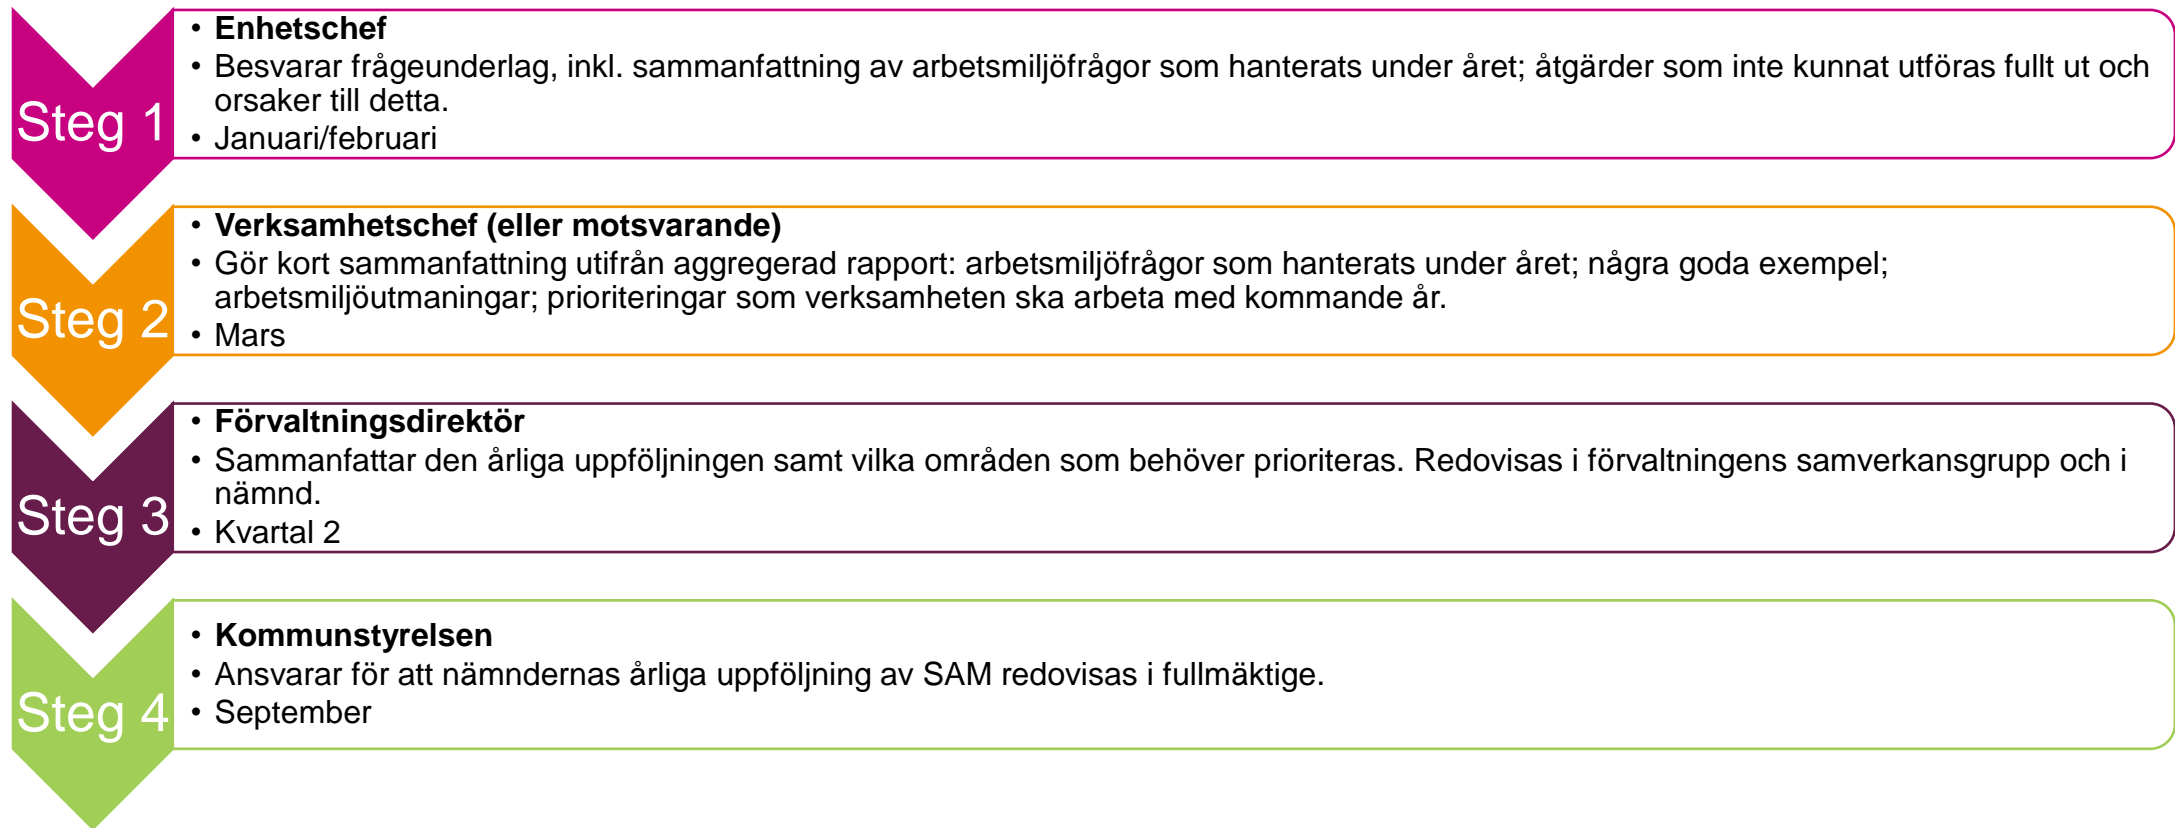 Steg 1
• Enhetschef
• Besvarar frågeunderlag, inkl. sammanfattning av arbetsmiljöfrågor som hanterats under året; åtgärder som inte kunnat utföras fullt ut och
orsaker till detta.
• Januari/februari
Steg 2
• Verksamhetschef (eller motsvarande)
• Gör kort sammanfattning utifrån aggregerad rapport: arbetsmiljöfrågor som hanterats under året; några goda exempel;
arbetsmiljöutmaningar; prioriteringar som verksamheten ska arbeta med kommande år.
• Mars
Steg 3
• Förvaltningsdirektör
• Sammanfattar den årliga uppföljningen samt vilka områden som behöver prioriteras. Redovisas i förvaltningens samverkansgrupp och i
nämnd.
• Kvartal 2
Steg 4
• Kommunstyrelsen
• Ansvarar för att nämndernas årliga uppföljning av SAM redovisas i fullmäktige.
• September